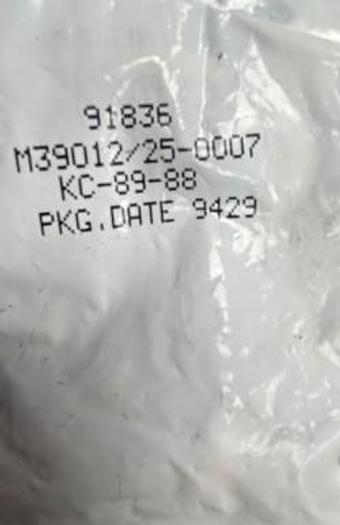 91836
M39012/25-0007
KC-89-88
PKG.DATE 9429